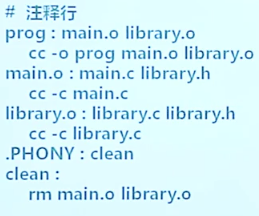 # 注释行
prog : main.o library.o
cc -o prog main.o library.o
main.o : main.c library.h
cc -c main.c
library.o : library.c library.h
cc -c library.c
.PHONY : clean
clean :
rm main.o library.o